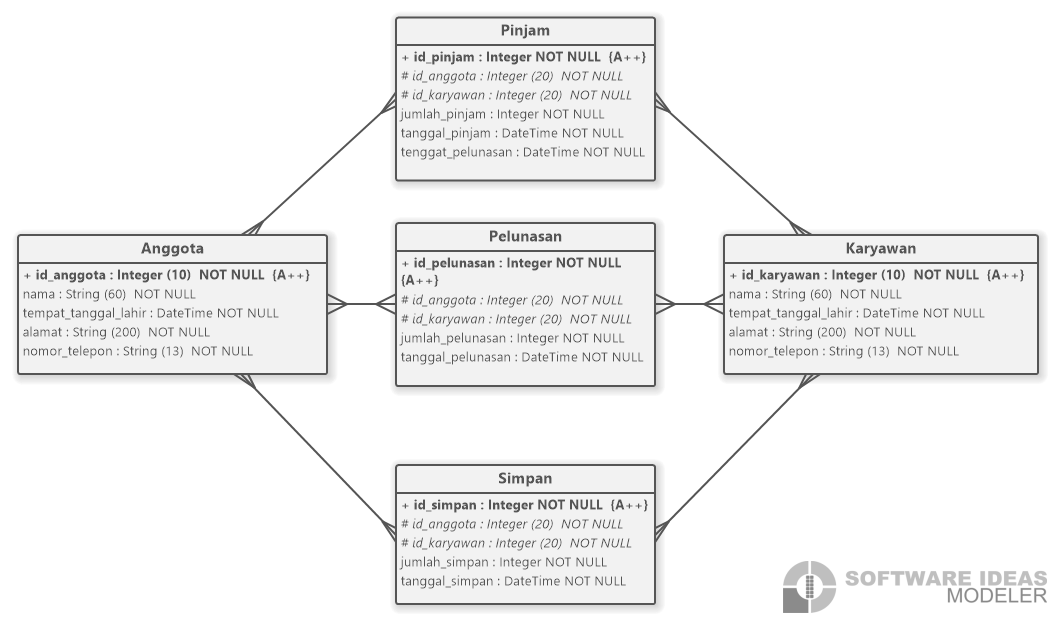 Pinjam
+ id_pinjam : Integer NOT NULL  {A++}
# id_anggota : Integer (20)  NOT NULL
# id_karyawan : Integer (20)  NOT NULL
jumlah_pinjam : Integer NOT NULL
tanggal_pinjam : DateTime NOT NULL
tenggat_pelunasan : DateTime NOT NULL
Anggota
+ id_anggota : Integer (10)  NOT NULL  {A++}
nama : String (60)  NOT NULL
tempat_tanggal_lahir : DateTime NOT NULL
alamat : String (200)  NOT NULL
nomor_telepon : String (13)  NOT NULL
Pelunasan
+ id_pelunasan : Integer NOT NULL
{A++}
# id_anggota : Integer (20)  NOT NULL
# id_karyawan : Integer (20)  NOT NULL
jumlah_pelunasan : Integer NOT NULL
tanggal_pelunasan : DateTime NOT NULL
Karyawan
+ id_karyawan : Integer (10)  NOT NULL  {A++}
nama : String (60)  NOT NULL
tempat_tanggal_lahir : DateTime NOT NULL
alamat : String (200)  NOT NULL
nomor_telepon : String (13)  NOT NULL
Simpan
+ id_simpan : Integer NOT NULL  {A++}
# id_anggota : Integer (20)  NOT NULL
# id_karyawan : Integer (20)  NOT NULL
jumlah_simpan : Integer NOT NULL
tanggal_simpan : DateTime NOT NULL
SOFTWARE IDEAS
MODELER